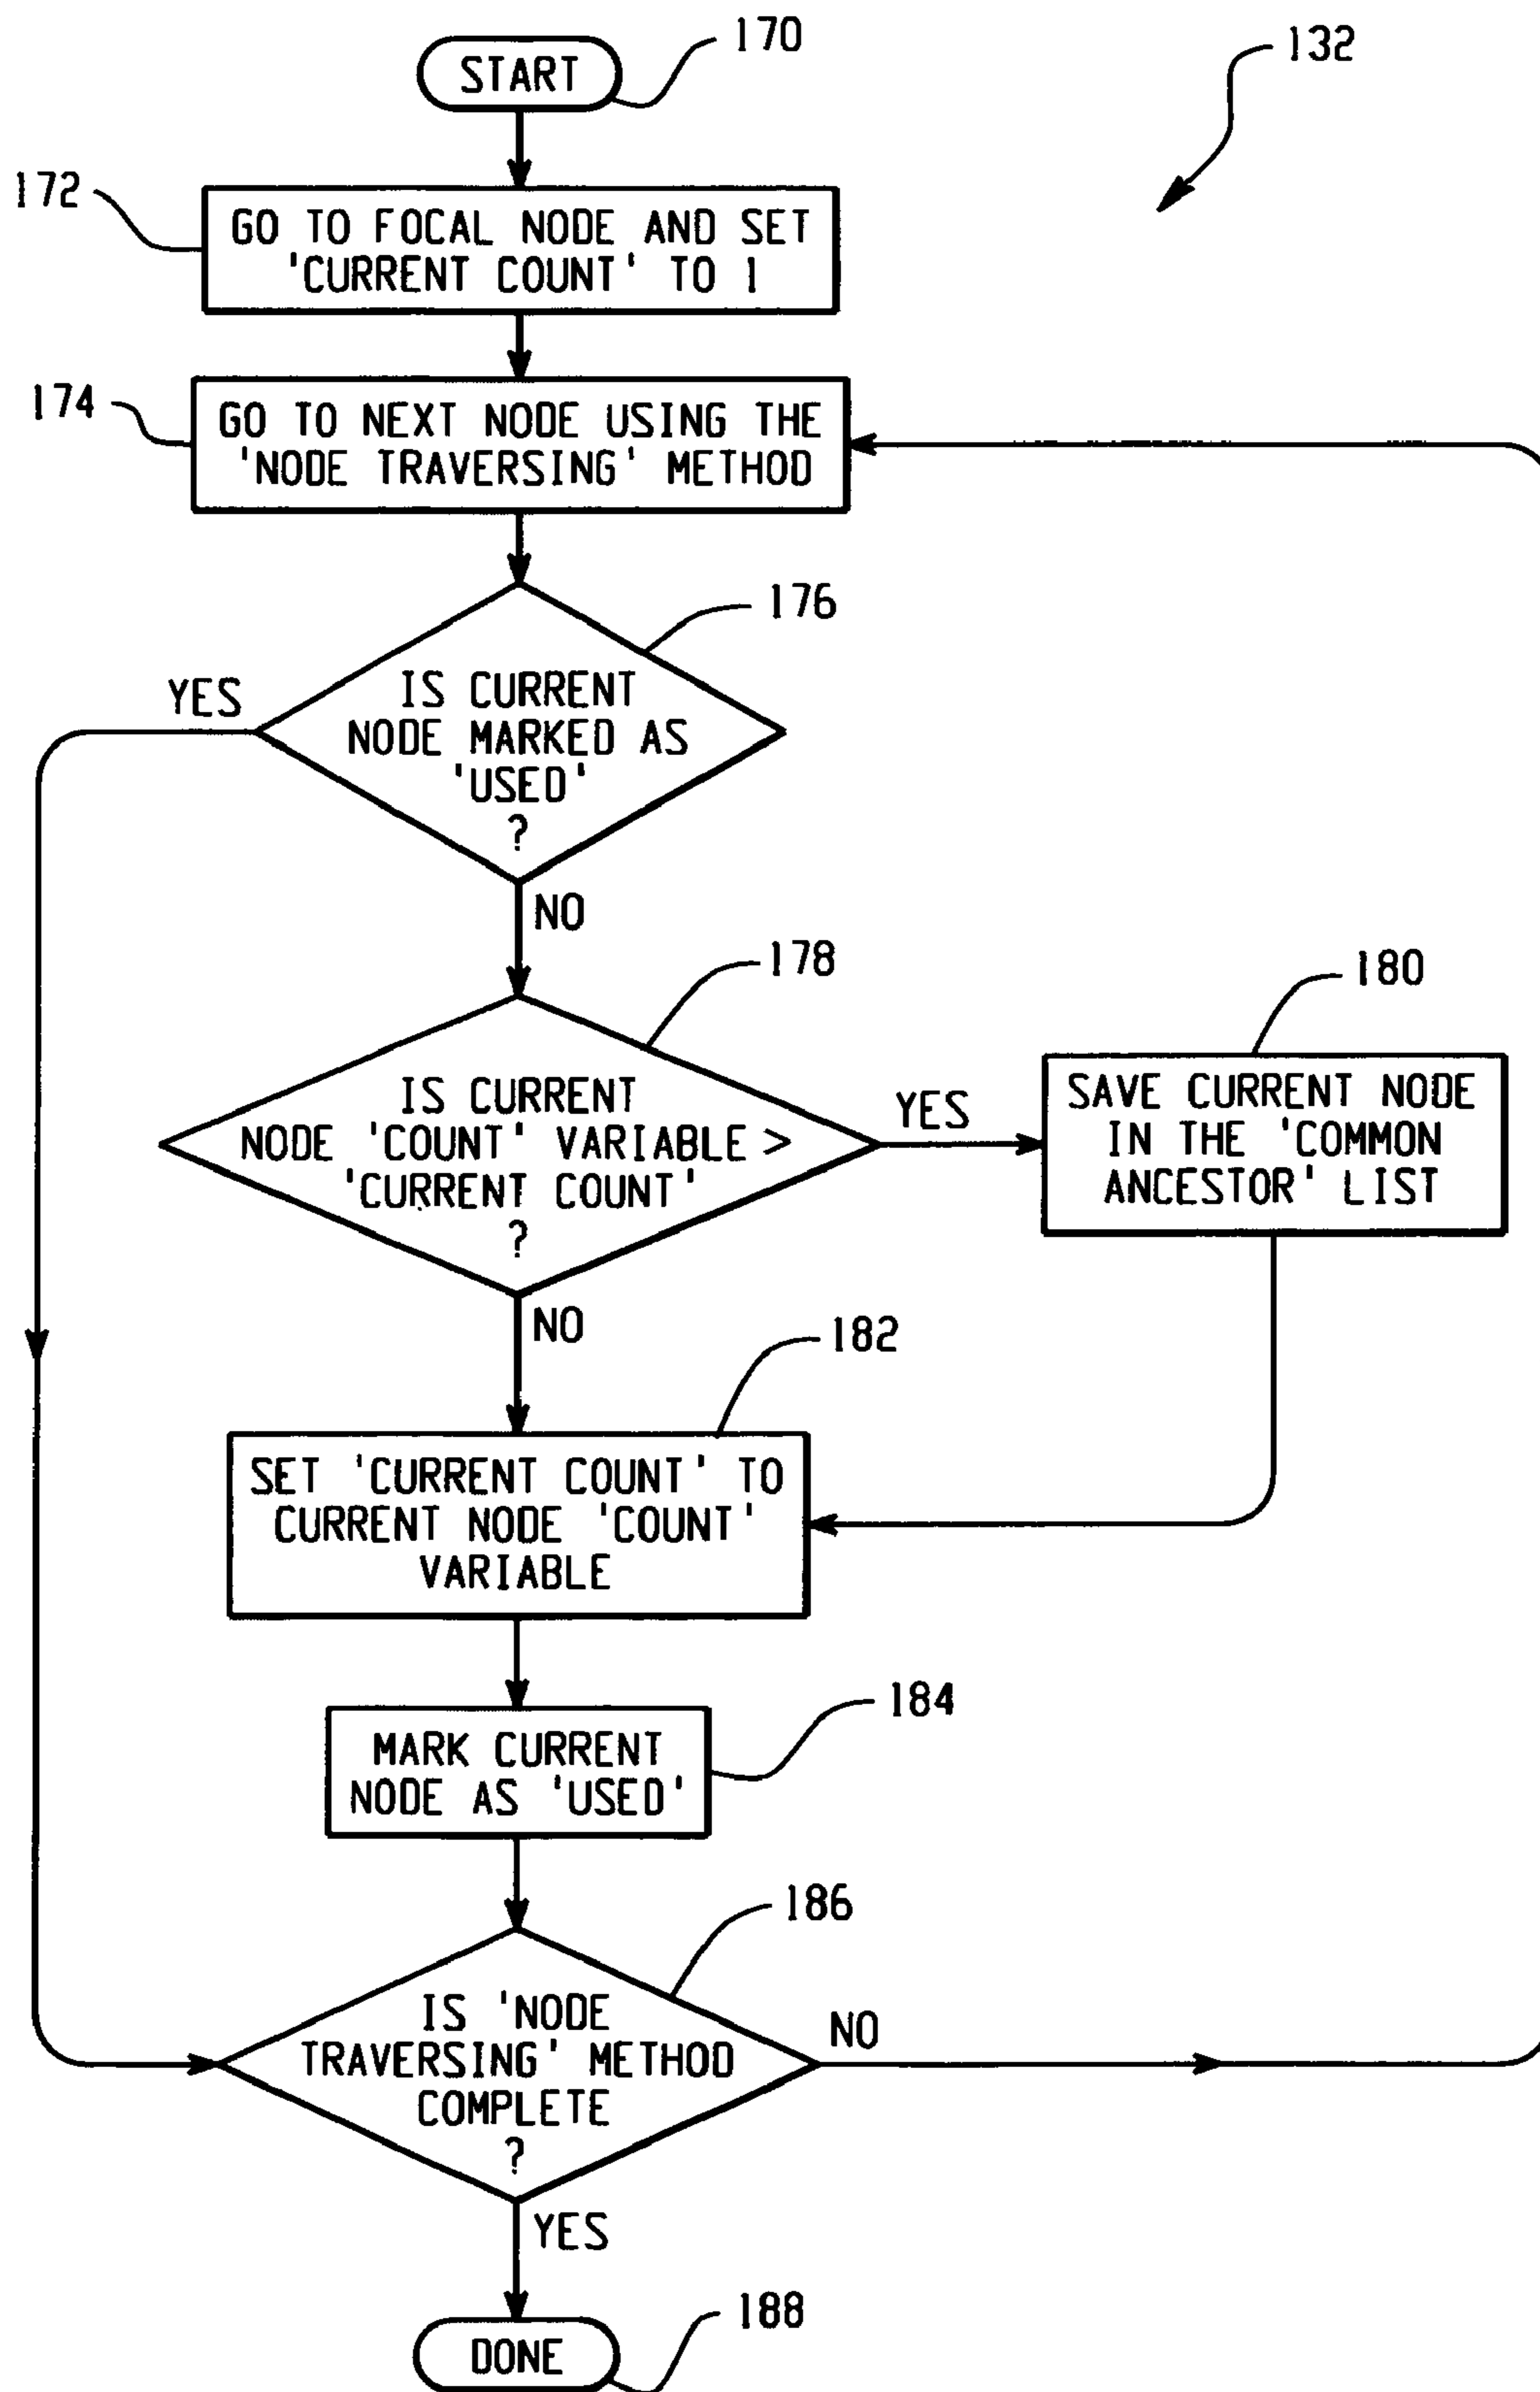 START
170
132
172
GO TO FOCAL NODE AND SET
'CURRENT COUNT' TO 1
174
GO TO NEXT NODE USING THE
'NODE TRAVERSING' METHOD
176
IS CURRENT
NODE MARKED AS
'USED'
?
YES
NO
178
IS CURRENT
NODE 'COUNT' VARIABLE >
'CURRENT COUNT'
?
YES
180
SAVE CURRENT NODE
IN THE 'COMMON
ANCESTOR' LIST
NO
182
SET 'CURRENT COUNT' TO
CURRENT NODE 'COUNT'
VARIABLE
184
MARK CURRENT
NODE AS 'USED'
186
IS 'NODE
TRAVERSING' METHOD
COMPLETE
?
NO
YES
188
DONE